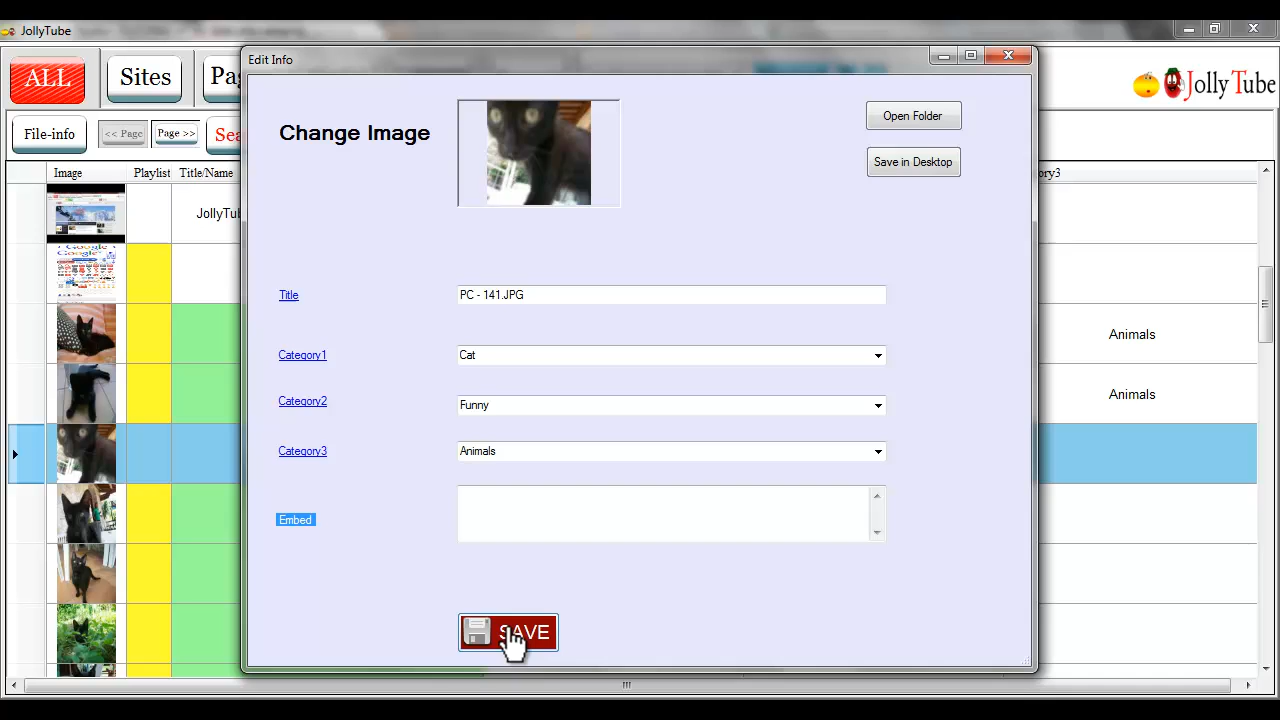 JollyTube
ALL
Sites
Pa
Jolly Tube
File-info
<< Page
Page >>
Sea
Image
Playlist
Title/Name
ry3
JollyTu
Animals
Animals
Edit Info
Change Image
Open Folder
Save in Desktop
Title
PC - 141.JPG
Category1
Cat
Category2
Funny
Category3
Animals
Embed
SAVE